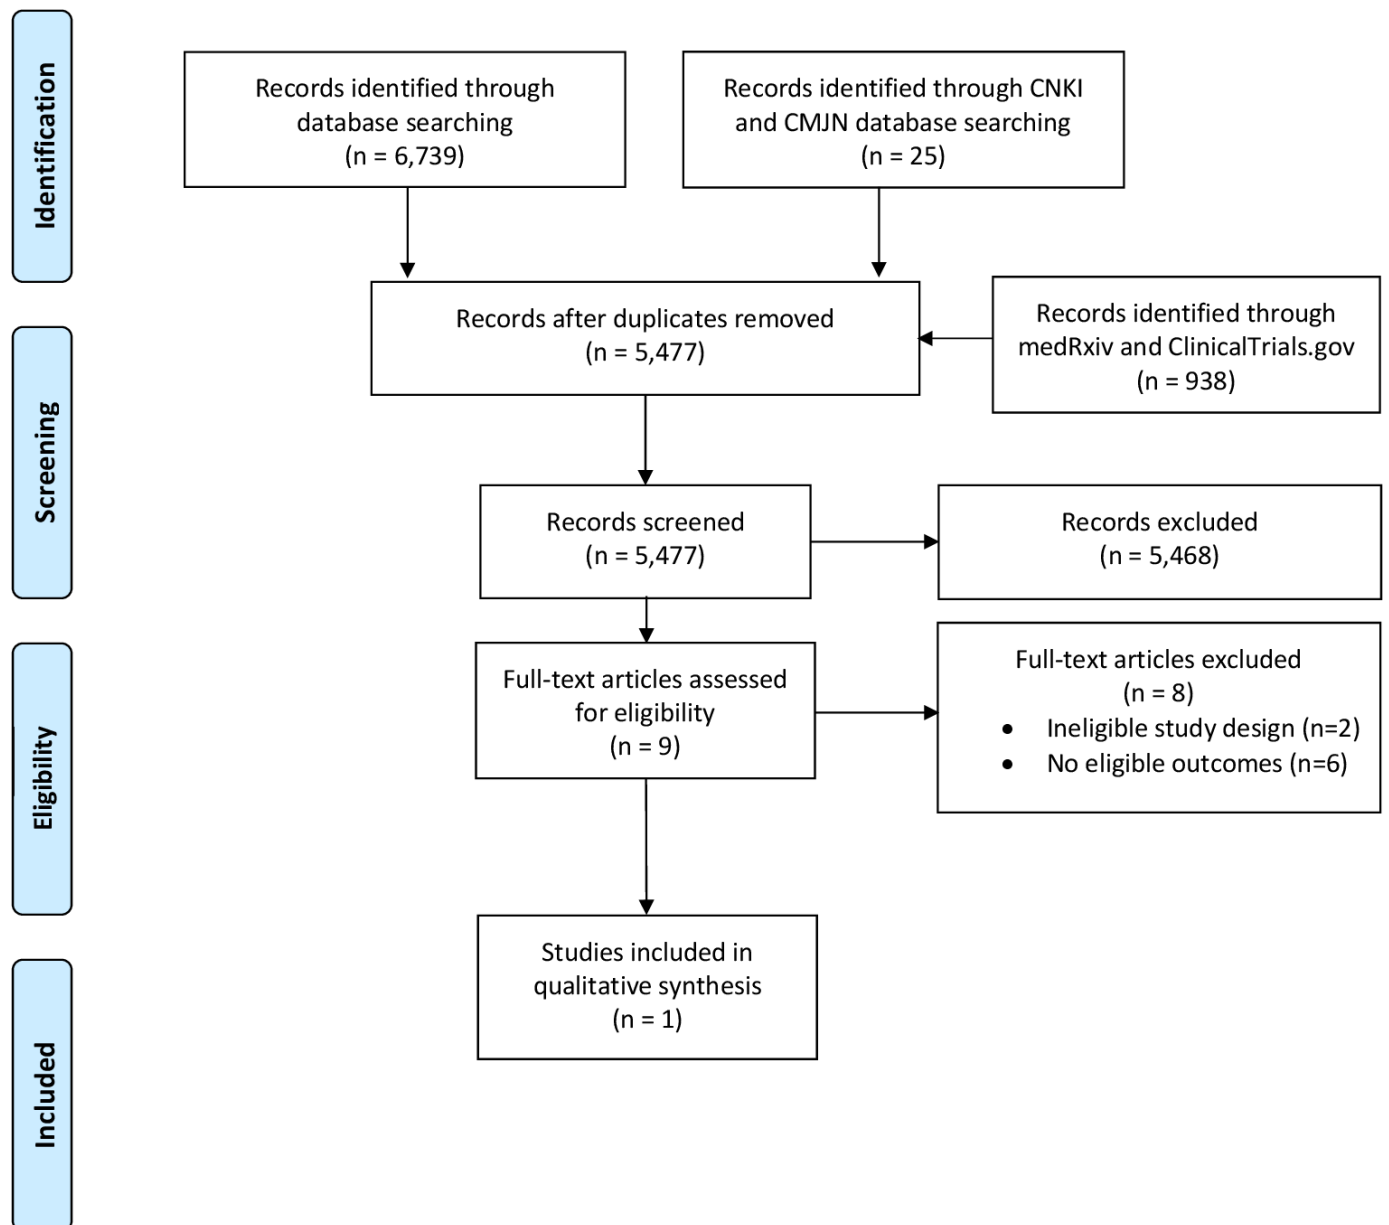 Identification
Records identified through
database searching
(n = 6,739)
Records identified through CNKI
and CMJN database searching
(n = 25)
Records after duplicates removed
(n = 5,477)
Records identified through
medRxiv and ClinicalTrials.gov
(n = 938)
Screening
Records screened
(n = 5,477)
Records excluded
(n = 5,468)
Eligibility
Full-text articles assessed
for eligibility
(n = 9)
Full-text articles excluded
(n = 8)
• Ineligible study design (n=2)
• No eligible outcomes (n=6)
Included
Studies included in
qualitative synthesis
(n = 1)